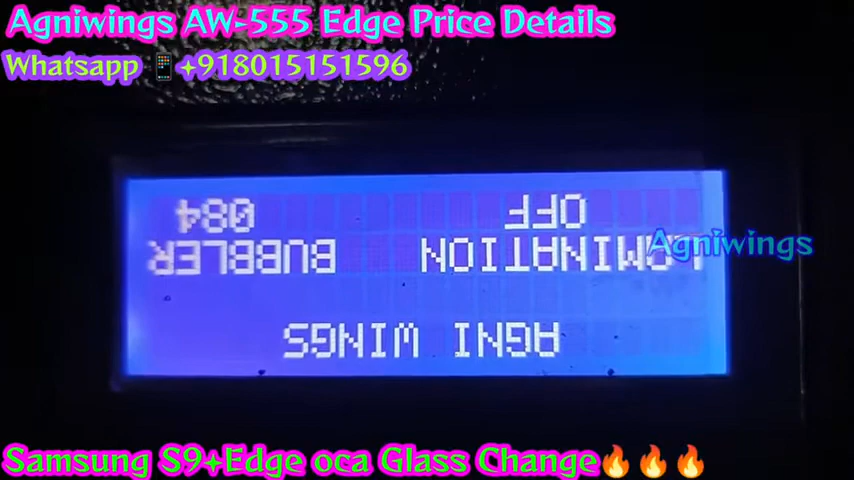 Agniwings AW-555 Edge Price Details
Whatsapp 📱+918015151596
AGNI WINGS
LAMINATION BUBBLER
OFF 084
Agniwings
Samsung S9+Edge oca Glass Change🔥🔥🔥